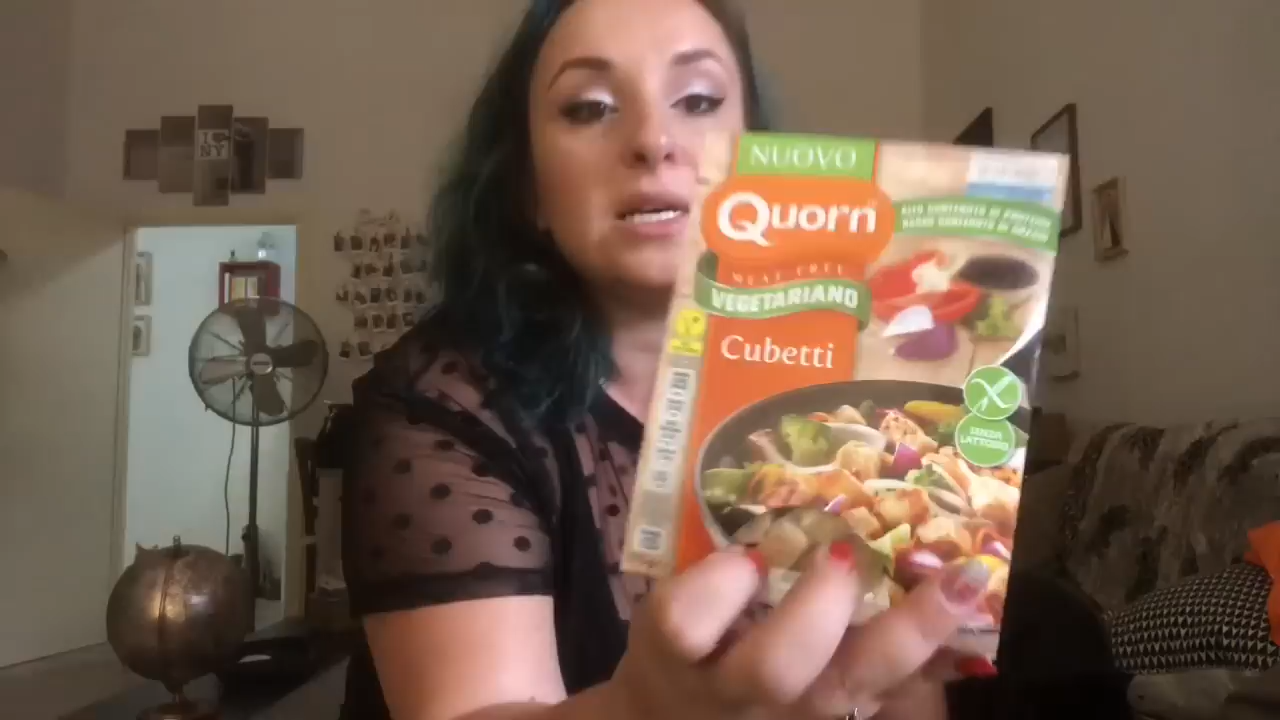 I ♥
NY
NUOVO
Quorn
ALTO CONTENUTO DI PROTEINE
BASSO CONTENUTO DI GRASSI
MEAT FREE
VEGETARIANO
Cubetti
SENZA
LATTOSIO